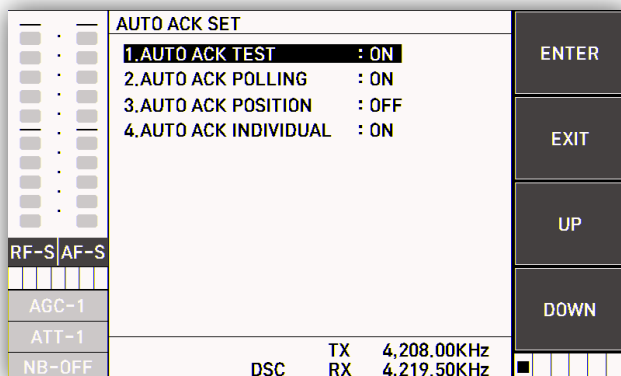 AUTO ACK SET
1.AUTO ACK TEST : ON
2.AUTO ACK POLLING : ON
3.AUTO ACK POSITION : OFF
4.AUTO ACK INDIVIDUAL : ON
ENTER
EXIT
UP
DOWN
RF-S AF-S
AGC-1
ATT-1
NB-OFF
TX 4,208.00KHz
DSC RX 4,219.50KHz